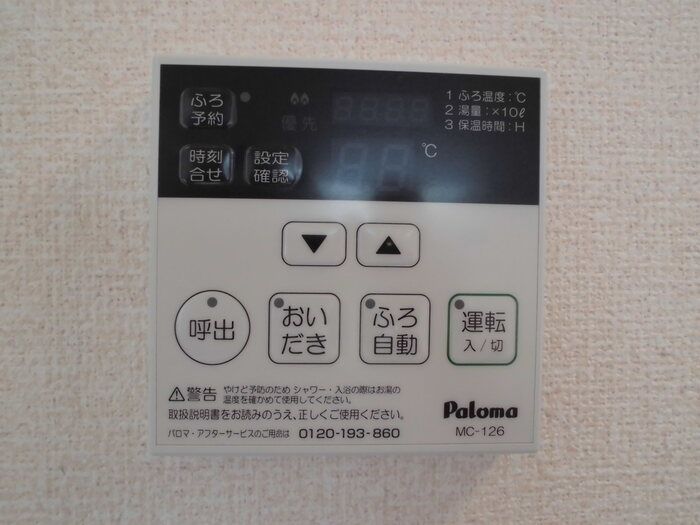 ふろ
予約
優先
1 ふろ温度:℃
2 湯量:×10ℓ
3 保温時間:H
時刻
合せ
設定
確認
℃
▼
▲
呼出
おい
だき
ふろ
自動
運転
入/切
⚠警告 やけど予防のため シャワー・入浴の際はお湯の
温度を確かめて使用してください。
取扱説明書をお読みのうえ、正しくご使用ください。
パロマ・アフターサービスのご用命は 0120-193-860
Paloma
MC-126